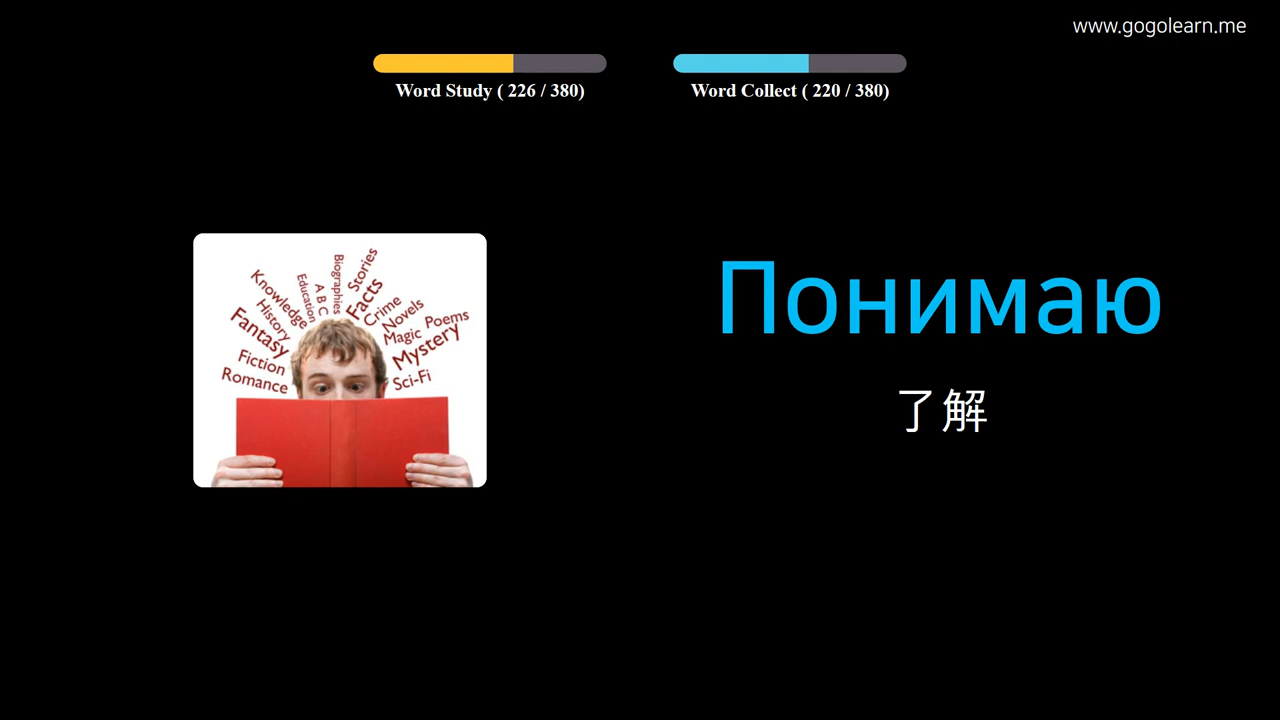 www.gogolearn.me
Word Study ( 226 / 380)
Word Collect ( 220 / 380)
Biographies
Stories
Knowledge
Education
A B C
Facts
History
Crime
Novels
Fantasy
Magic
Poems
Fiction
Mystery
Romance
Sci-Fi
Понимаю
了解